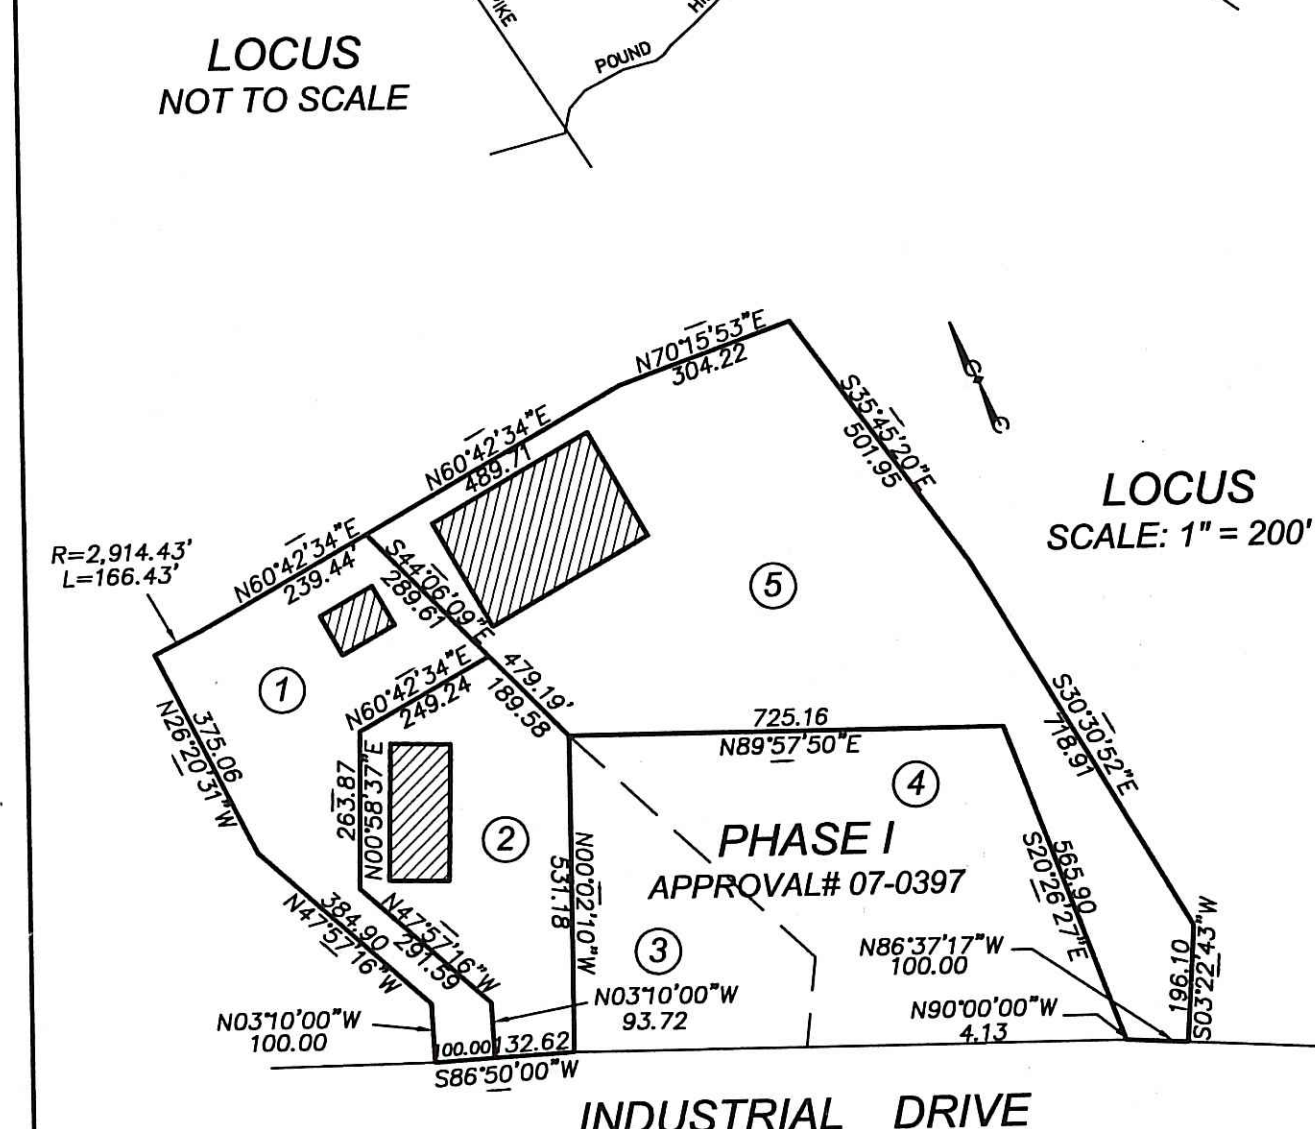 PIKE
POUND
LOCUS
NOT TO SCALE
N70°15'53"E
304.22
S35°45'20"E
501.95
N60°42'34"E
489.71
LOCUS
SCALE: 1" = 200'
R=2,914.43'
L=166.43'
N60°42'34"E
239.44'
S44°06'09"E
289.61
5
1
N60°42'34"E
249.24
479.19'
189.58
375.06
N26°20'31"W
725.16
N89°57'50"E
S30°30'52"E
718.91
4
263.87
N00°58'37"E
2
PHASE I
APPROVAL# 07-0397
N00°02'10"W
531.18
565.90
S20°26'27"E
384.90
N47°57'16"W
N47°57'16"W
291.59
3
N86°37'17"W
100.00
196.10
S03°22'43"W
N03°10'00"W
93.72
N90°00'00"W
4.13
N03°10'00"W
100.00
100.00 132.62
S86°50'00"W
INDUSTRIAL DRIVE